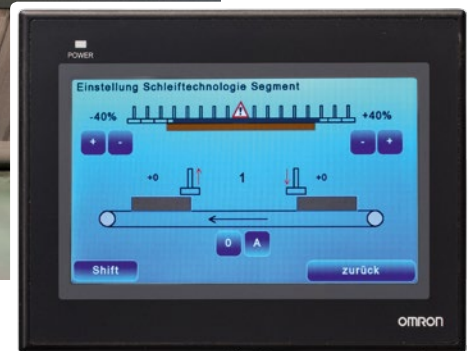 POWER
Einstellung Schleiftechnologie Segment
-40% +40%
+ - - +
+0 1 +0
0 A
Shift zurück
OMRON